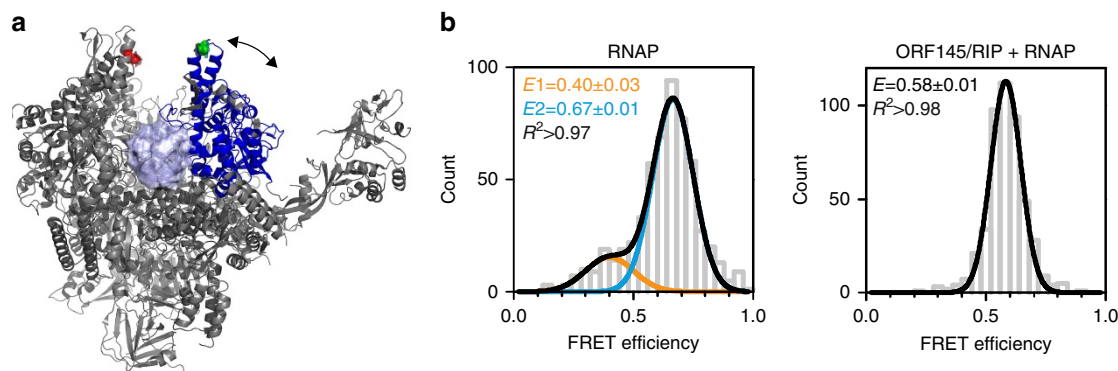 a
b
RNAP
E1=0.40±0.03
E2=0.67±0.01
R²>0.97
100
50
0
Count
0.0
0.5
1.0
FRET efficiency
ORF145/RIP + RNAP
E=0.58±0.01
R²>0.98
100
50
0
Count
0.0
0.5
1.0
FRET efficiency